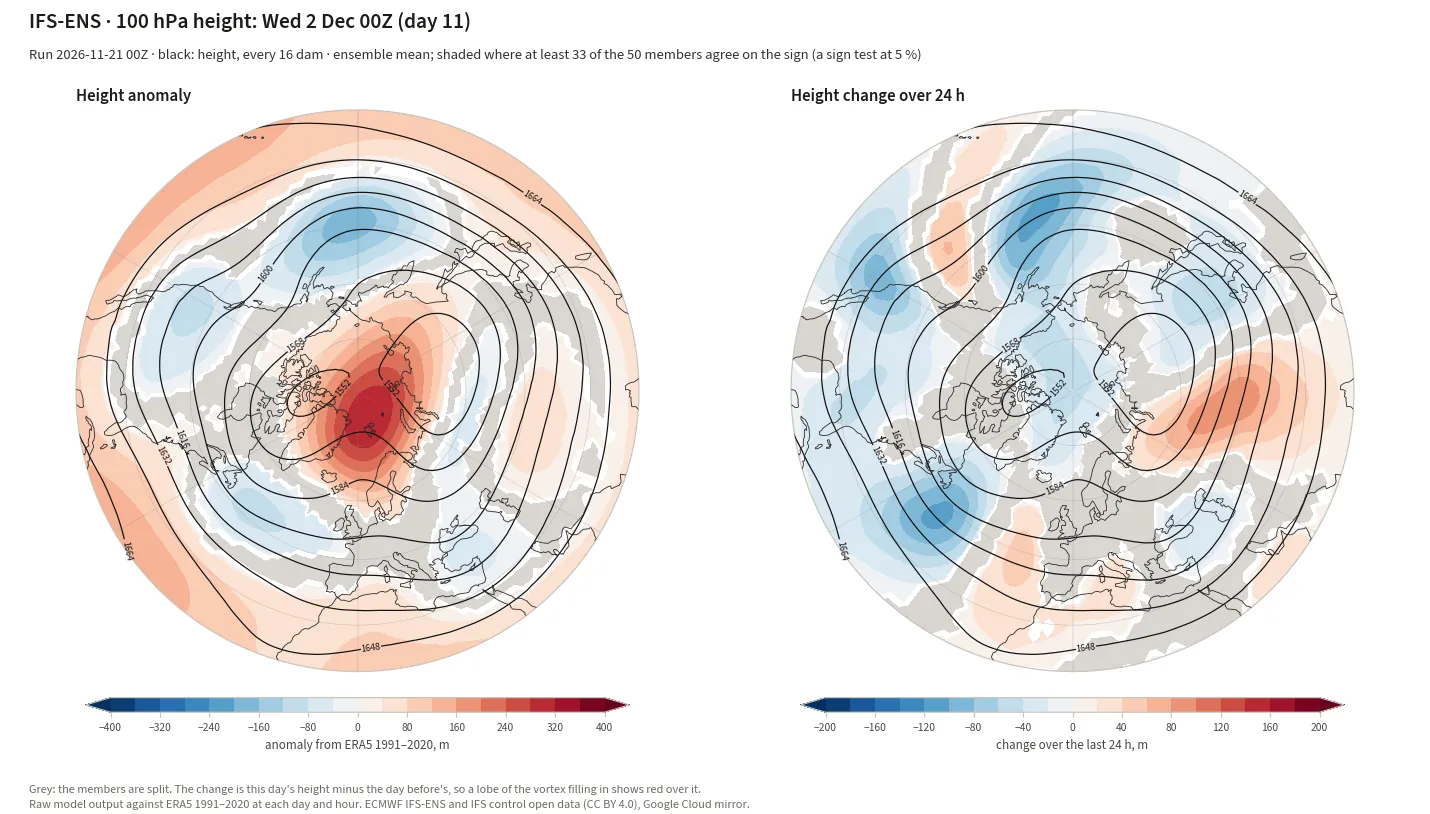 IFS-ENS · 100 hPa height: Wed 2 Dec 00Z (day 11)
Run 2026-11-21 00Z · black: height, every 16 dam · ensemble mean; shaded where at least 33 of the 50 members agree on the sign (a sign test at 5 %)
Height anomaly
Height change over 24 h
1664
1600
1568
1552
1616
1632
1584
1664
1648
1664
1600
1568
1552
1616
1632
1584
1664
1648
−400 −320 −240 −160 −80 0 80 160 240 320 400
anomaly from ERA5 1991–2020, m
−200 −160 −120 −80 −40 0 40 80 120 160 200
change over the last 24 h, m
Grey: the members are split. The change is this day's height minus the day before's, so a lobe of the vortex filling in shows red over it.
Raw model output against ERA5 1991–2020 at each day and hour. ECMWF IFS-ENS and IFS control open data (CC BY 4.0), Google Cloud mirror.